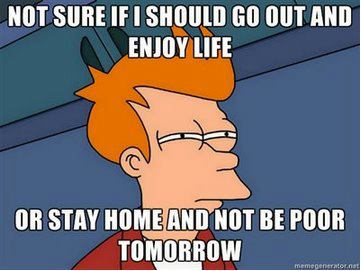 NOT SURE IF I SHOULD GO OUT AND
ENJOY LIFE
OR STAY HOME AND NOT BE POOR
TOMORROW
memegenerator.net